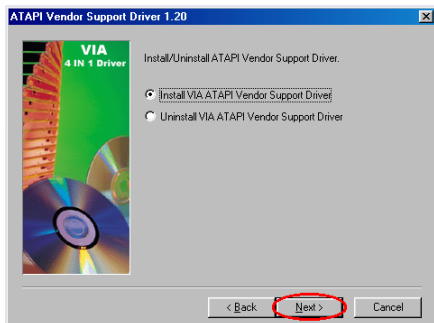 ATAPI Vendor Support Driver 1.20
VIA
4 IN 1 Driver
Install/Uninstall ATAPI Vendor Support Driver.
Install VIA ATAPI Vendor Support Driver
Uninstall VIA ATAPI Vendor Support Driver
< Back
Next >
Cancel